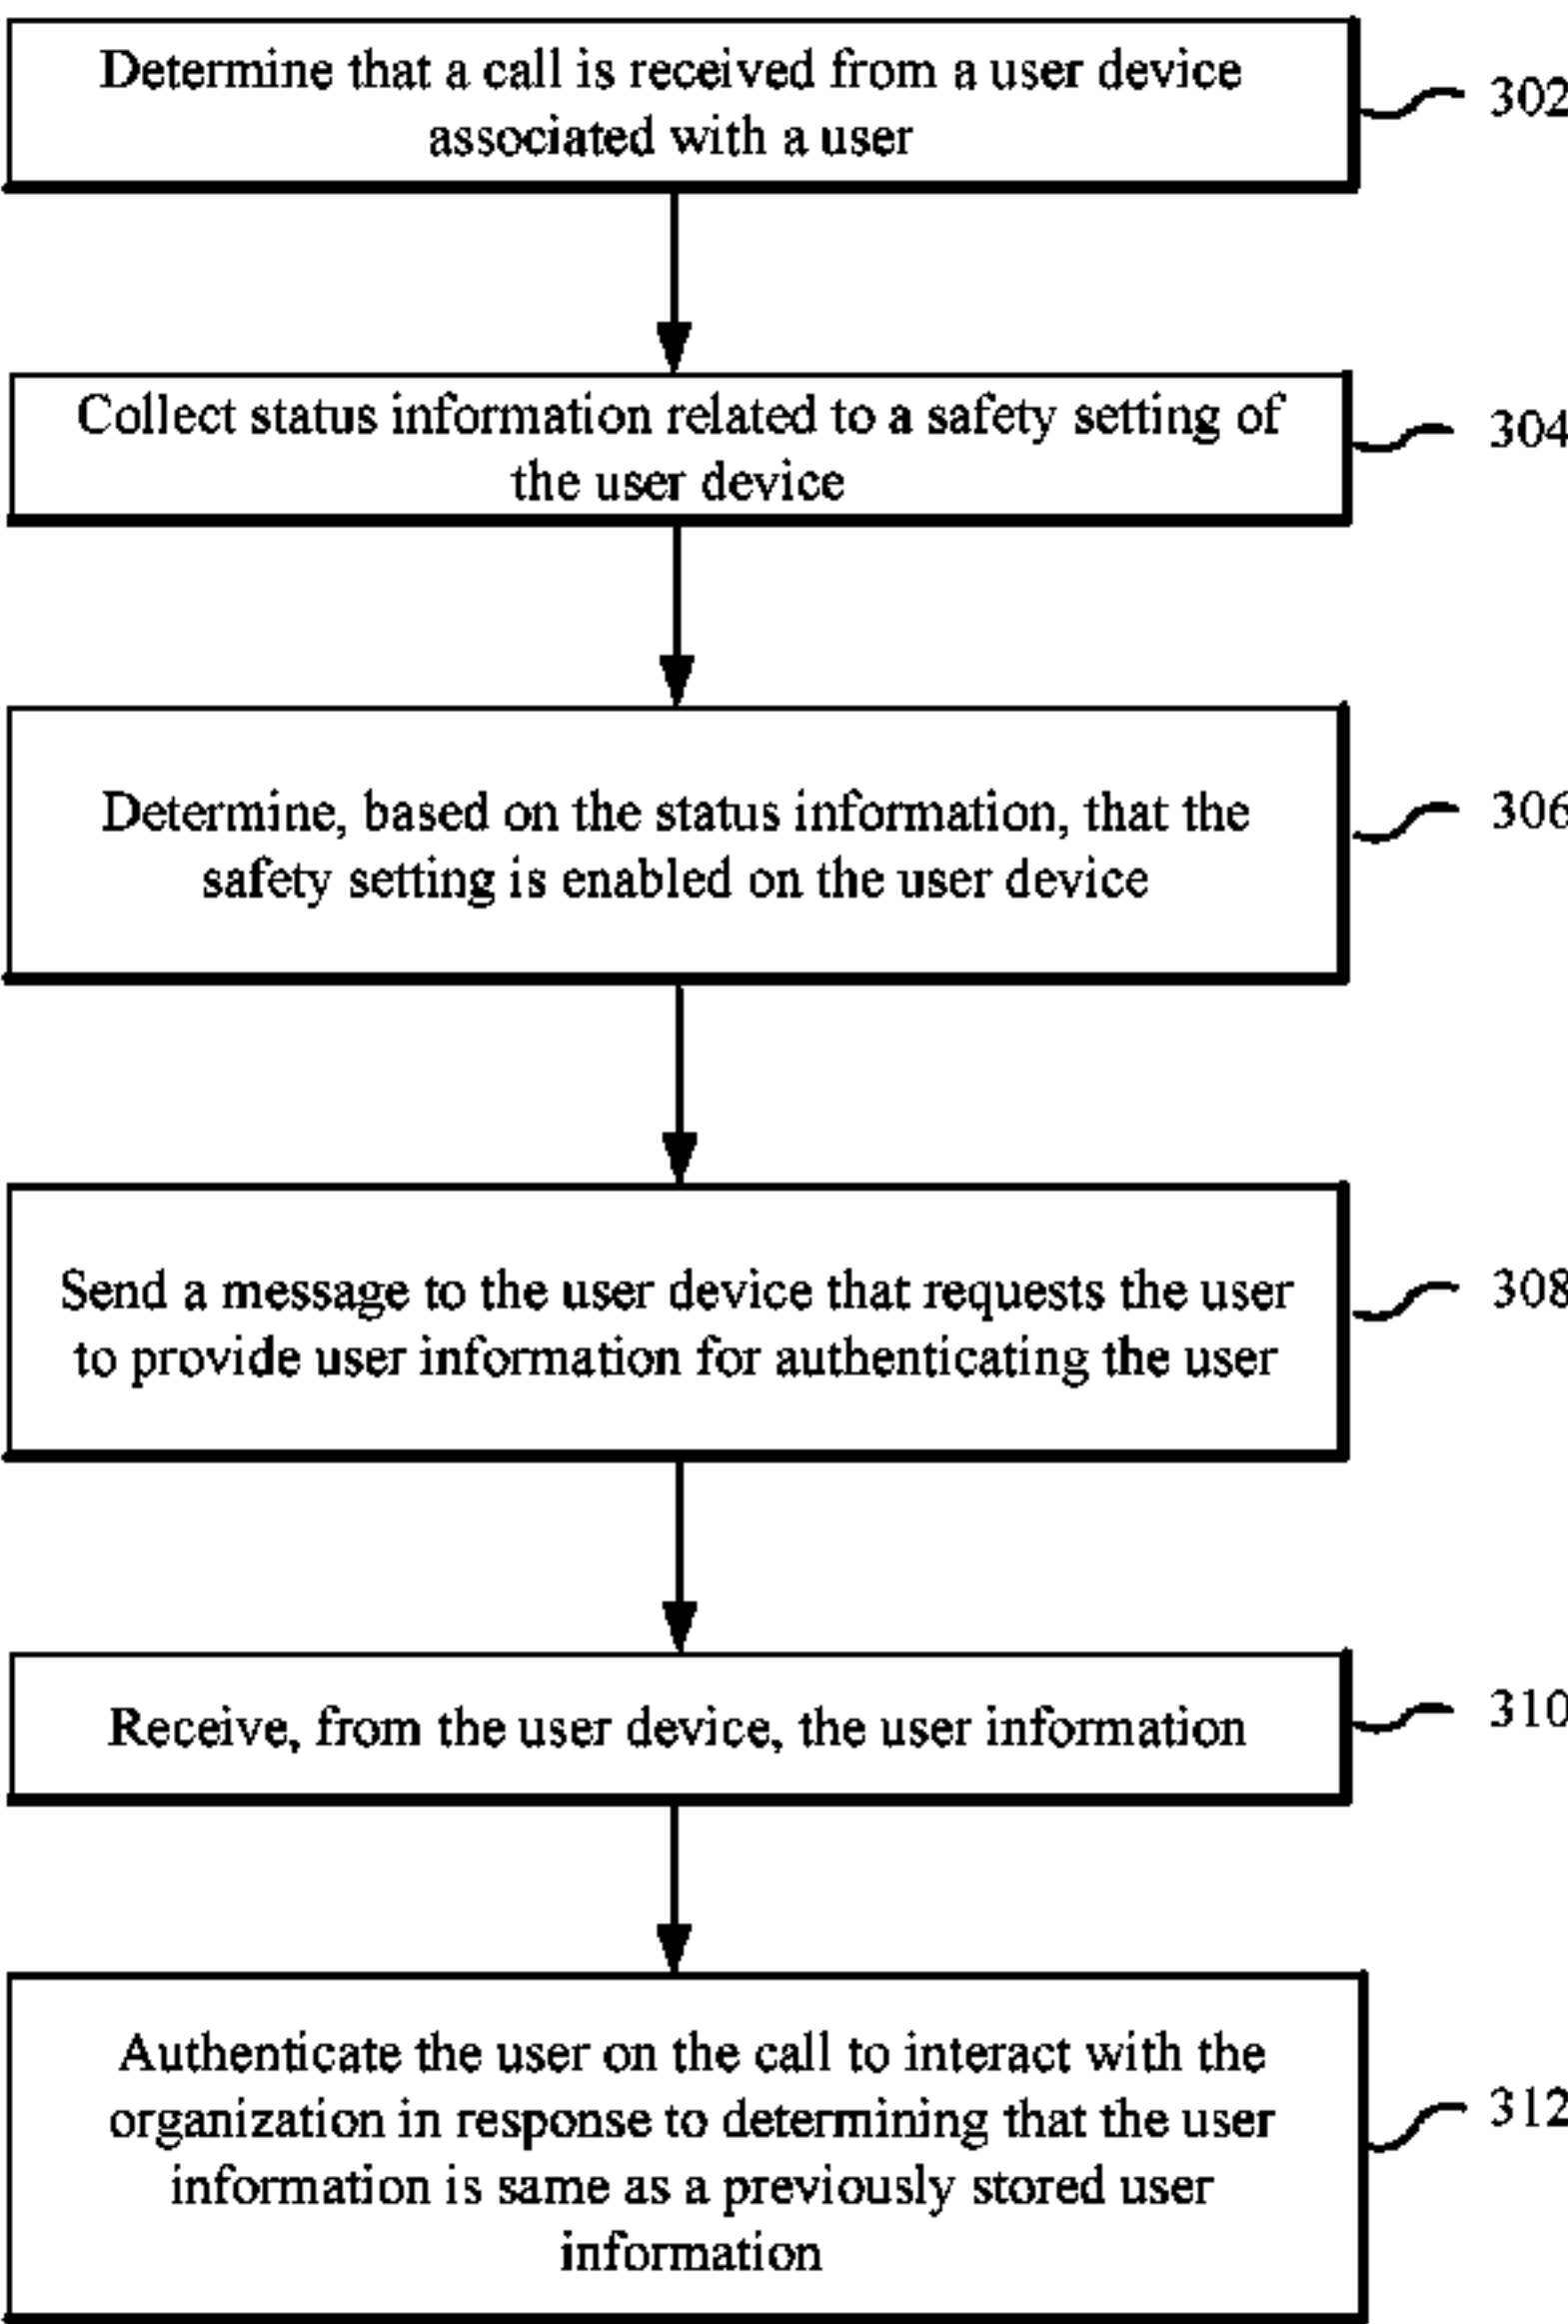 Determine that a call is received from a user device
associated with a user
302
Collect status information related to a safety setting of
the user device
304
Determine, based on the status information, that the
safety setting is enabled on the user device
306
Send a message to the user device that requests the user
to provide user information for authenticating the user
308
Receive, from the user device, the user information
310
Authenticate the user on the call to interact with the
organization in response to determining that the user
information is same as a previously stored user
information
312